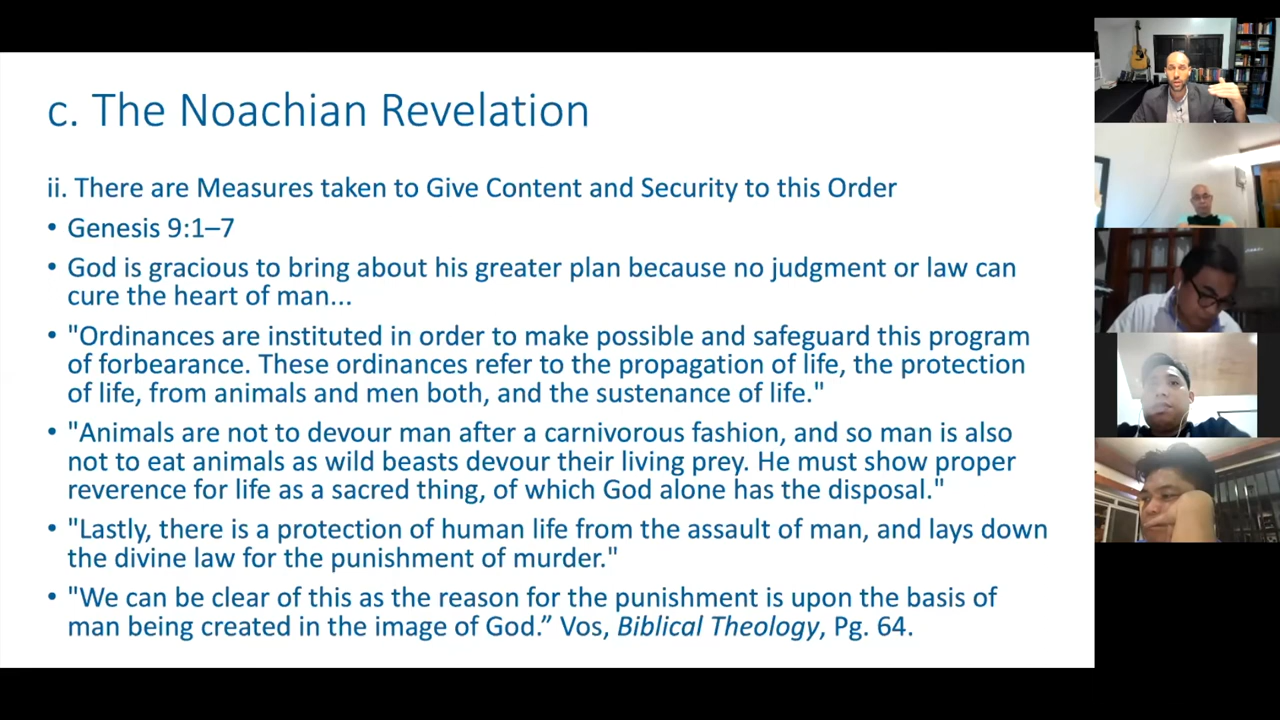 c. The Noachian Revelation
ii. There are Measures taken to Give Content and Security to this Order
• Genesis 9:1–7
• God is gracious to bring about his greater plan because no judgment or law can
cure the heart of man...
• "Ordinances are instituted in order to make possible and safeguard this program
of forbearance. These ordinances refer to the propagation of life, the protection
of life, from animals and men both, and the sustenance of life."
• "Animals are not to devour man after a carnivorous fashion, and so man is also
not to eat animals as wild beasts devour their living prey. He must show proper
reverence for life as a sacred thing, of which God alone has the disposal."
• "Lastly, there is a protection of human life from the assault of man, and lays down
the divine law for the punishment of murder."
• "We can be clear of this as the reason for the punishment is upon the basis of
man being created in the image of God.” Vos, Biblical Theology, Pg. 64.